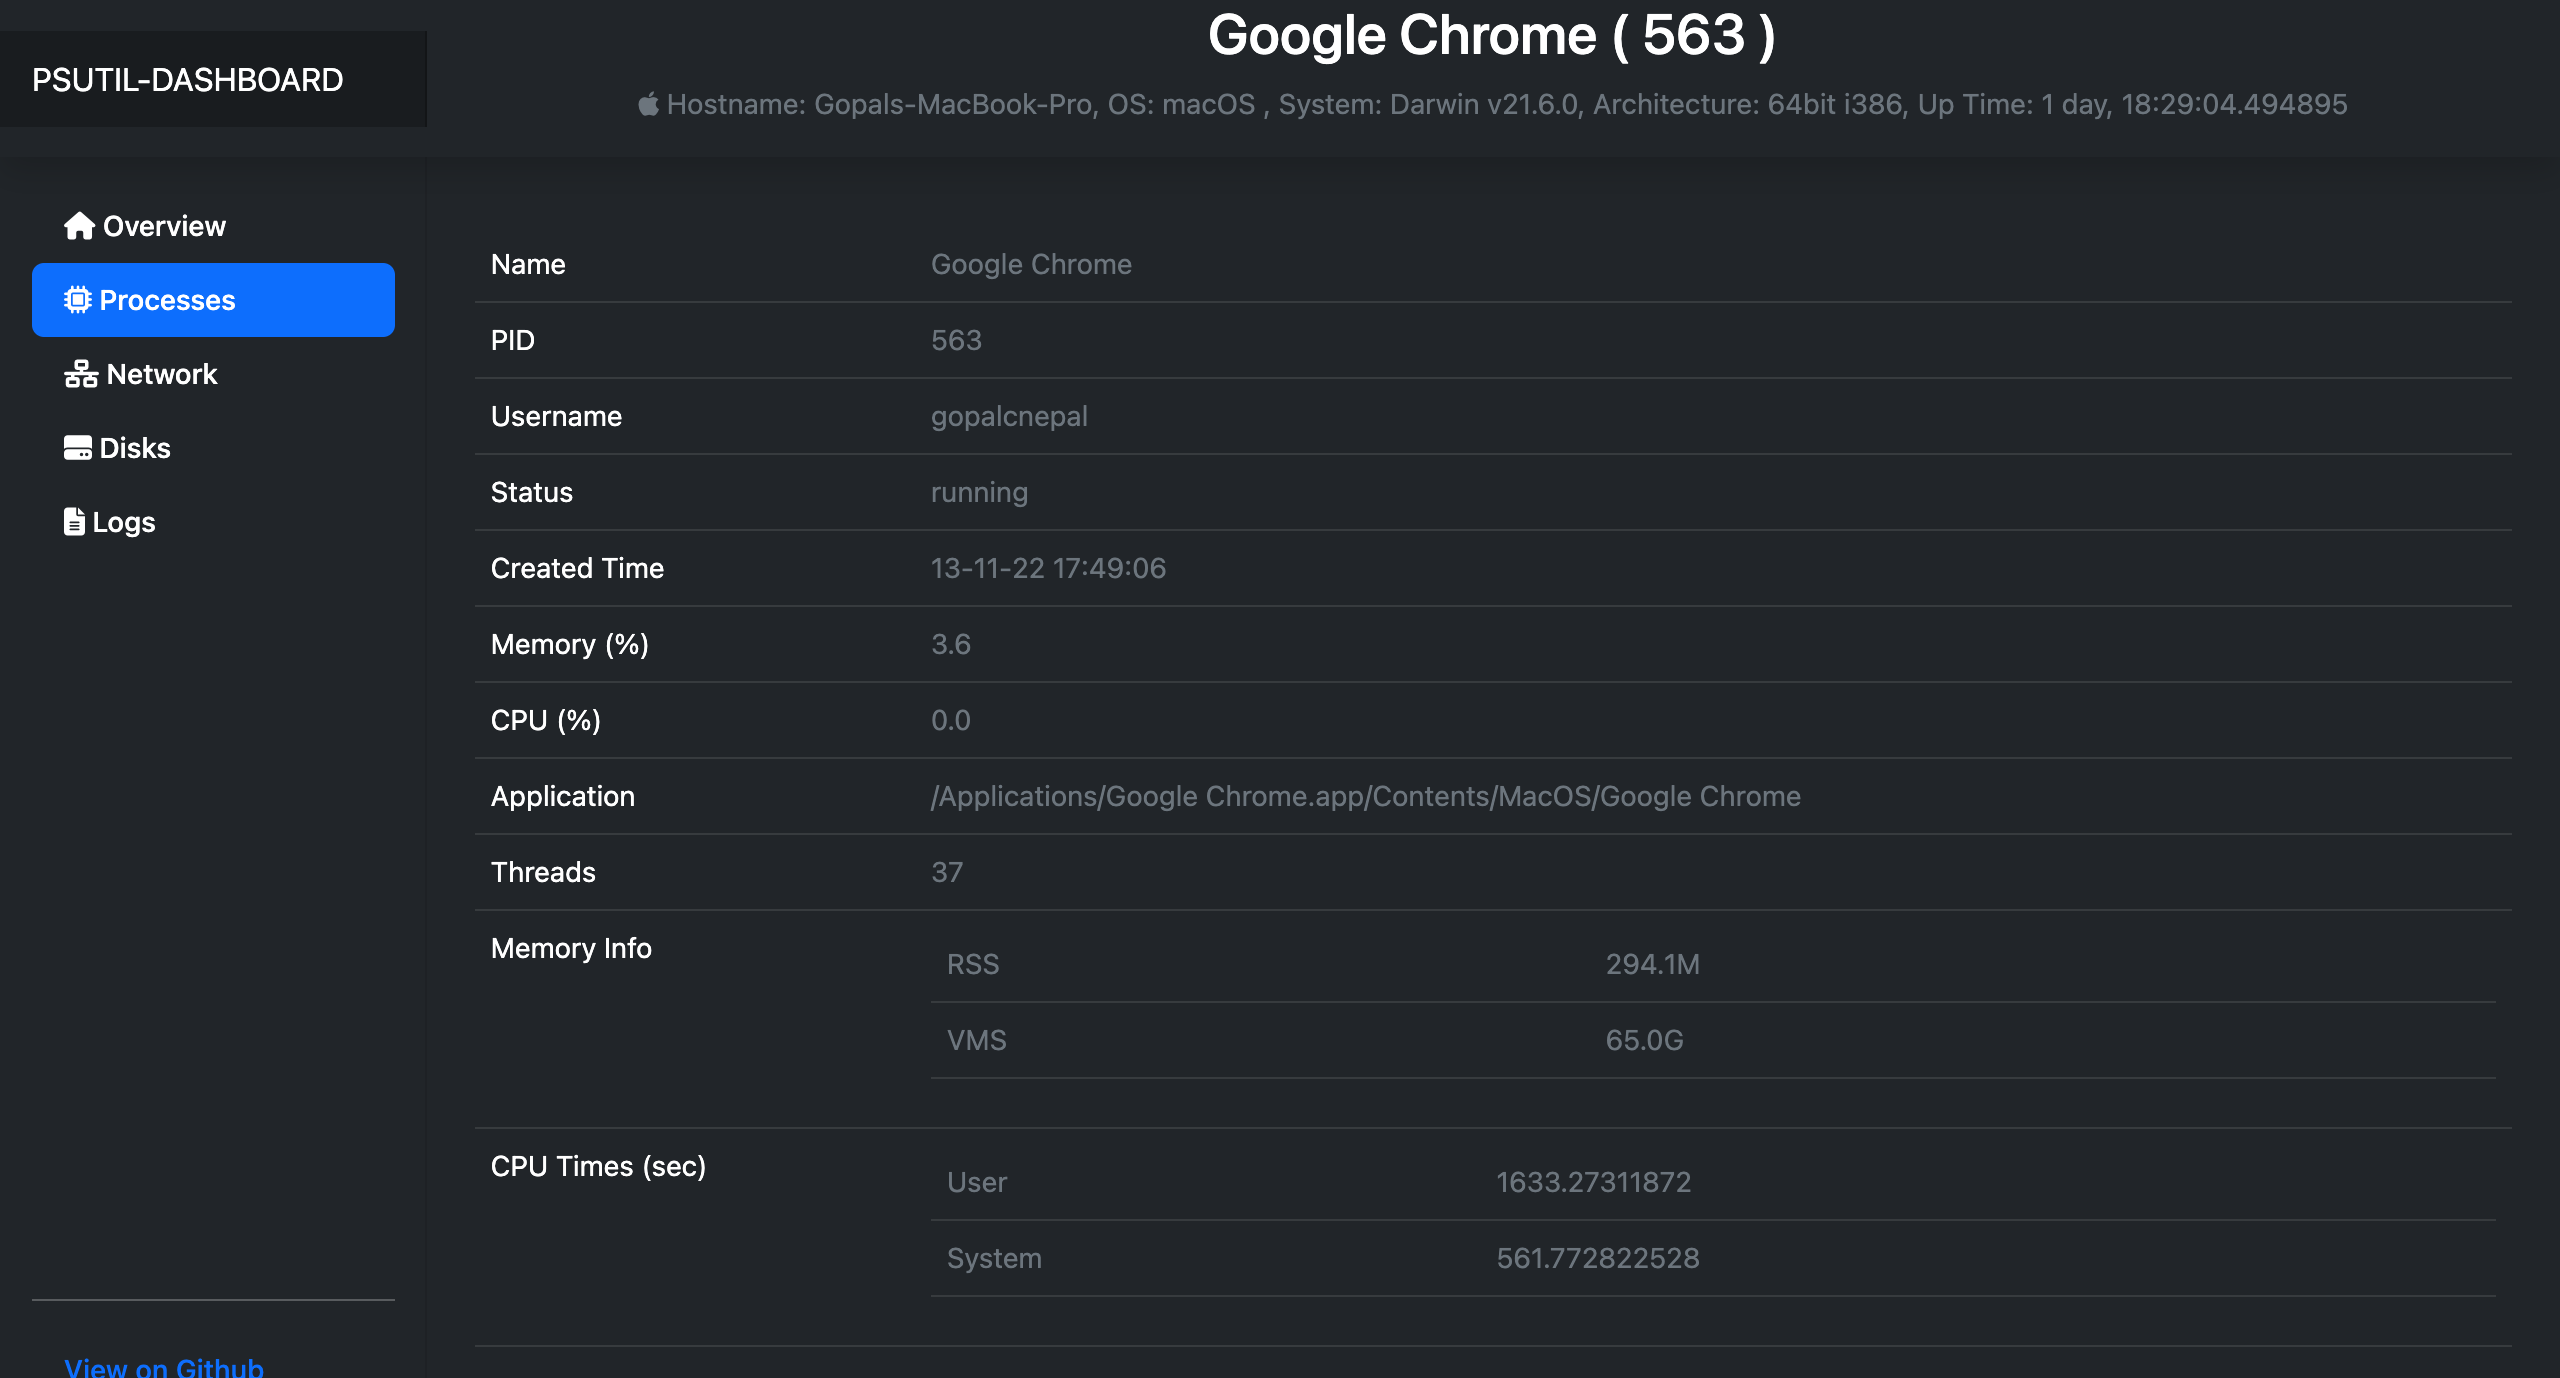 Google Chrome ( 563 )
PSUTIL-DASHBOARD
Hostname: Gopals-MacBook-Pro, OS: macOS , System: Darwin v21.6.0, Architecture: 64bit i386, Up Time: 1 day, 18:29:04.494895
Overview
Processes
Network
Disks
Logs
View on Github
Name Google Chrome
PID 563
Username gopalcnepal
Status running
Created Time 13-11-22 17:49:06
Memory (%) 3.6
CPU (%) 0.0
Application /Applications/Google Chrome.app/Contents/MacOS/Google Chrome
Threads 37
Memory Info
RSS 294.1M
VMS 65.0G
CPU Times (sec)
User 1633.27311872
System 561.772822528